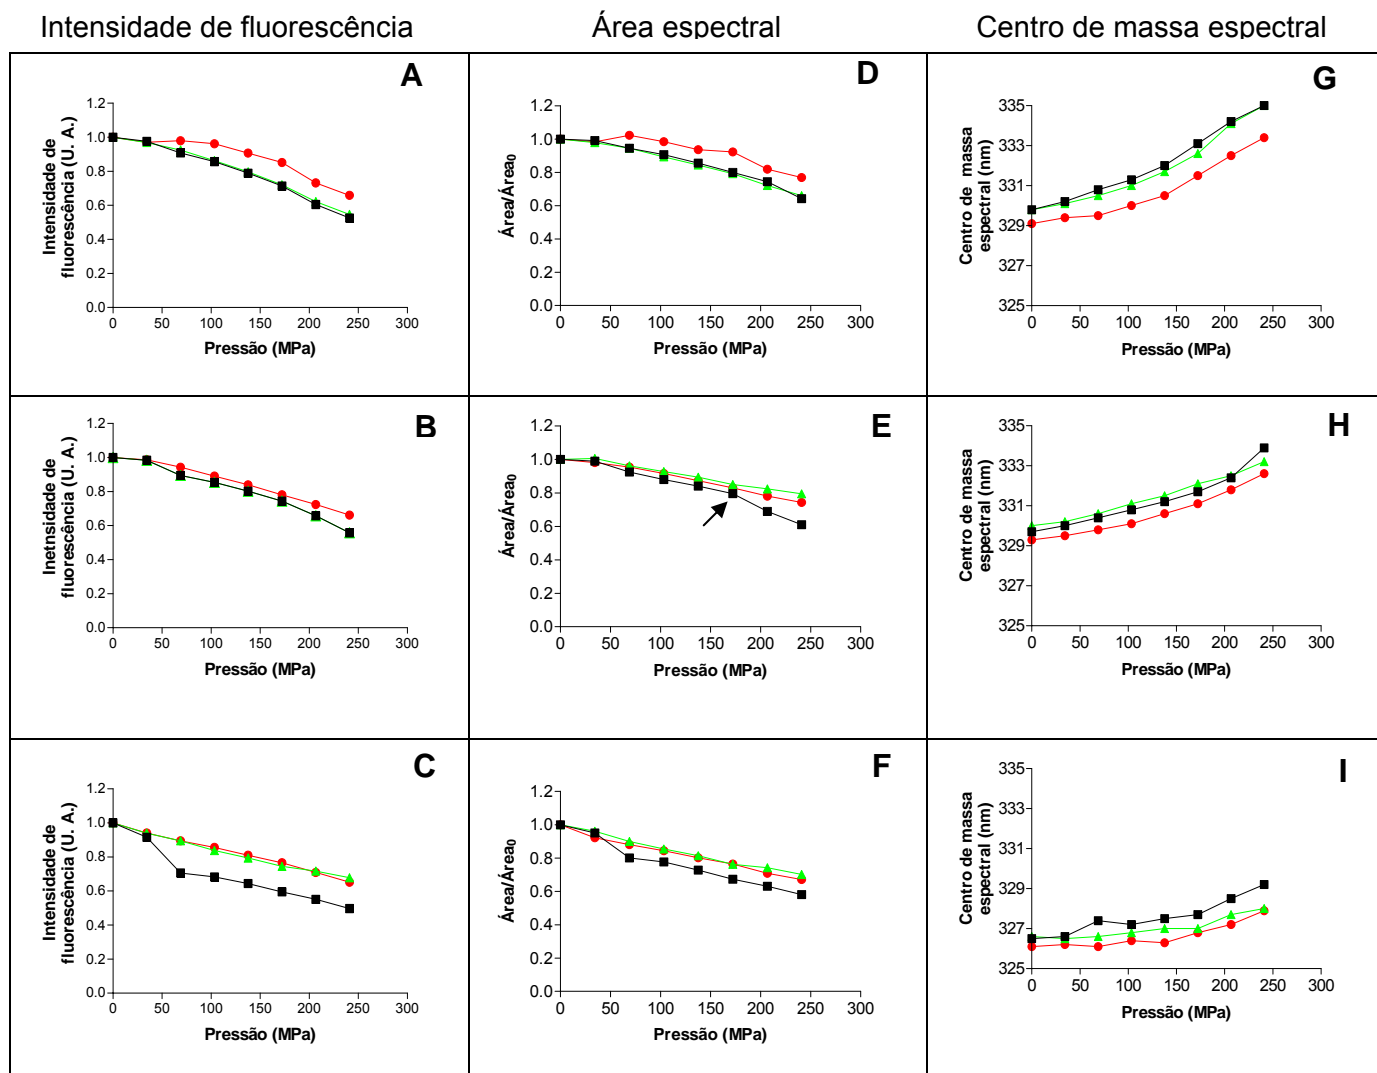 Intensidade de fluorescência
Área espectral
Centro de massa espectral
A
Intensidade de
fluorescência (U. A.)
1.2
1.0
0.8
0.6
0.4
0.2
0.0
0 50 100 150 200 250 300
Pressão (MPa)
D
Área/Área0
1.2
1.0
0.8
0.6
0.4
0.2
0.0
0 50 100 150 200 250 300
Pressão (MPa)
G
Centro de massa
espectral (nm)
335
333
331
329
327
325
0 50 100 150 200 250 300
Pressão (MPa)
B
Inetnsidade de
fluorescência (U. A.)
1.2
1.0
0.8
0.6
0.4
0.2
0.0
0 50 100 150 200 250 300
Pressão (MPa)
E
Área/Área0
1.2
1.0
0.8
0.6
0.4
0.2
0.0
0 50 100 150 200 250 300
Pressão (MPa)
H
Centro de massa
espectral (nm)
335
333
331
329
327
325
0 50 100 150 200 250 300
Pressão (MPa)
C
Intensidade de
fluorescência (U. A.)
1.2
1.0
0.8
0.6
0.4
0.2
0.0
0 50 100 150 200 250 300
Pressão (MPa)
F
Área/Área0
1.2
1.0
0.8
0.6
0.4
0.2
0.0
0 50 100 150 200 250 300
Pressão (MPa)
I
Centro de massa
espectral (nm)
335
333
331
329
327
325
0 50 100 150 200 250 300
Pressão (MPa)